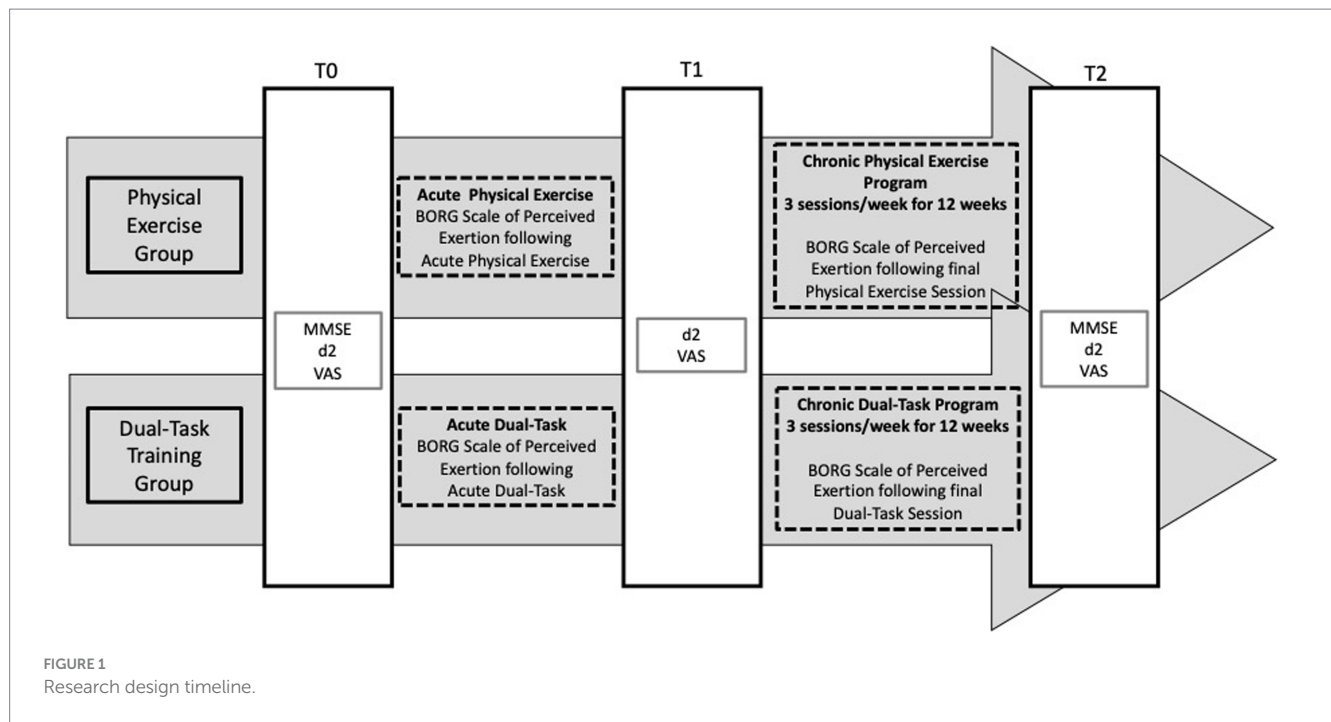 T0
T1
T2
Physical
Exercise
Group
Acute Physical Exercise
BORG Scale of Perceived
Exertion following
Acute Physical Exercise
Chronic Physical Exercise
Program
3 sessions/week for 12 weeks
BORG Scale of Perceived
Exertion following final
Physical Exercise Session
MMSE
d2
VAS
d2
VAS
MMSE
d2
VAS
Dual-Task
Training
Group
Acute Dual-Task
BORG Scale of Perceived
Exertion following
Acute Dual-Task
Chronic Dual-Task Program
3 sessions/week for 12 weeks
BORG Scale of Perceived
Exertion following final
Dual-Task Session
FIGURE 1
Research design timeline.